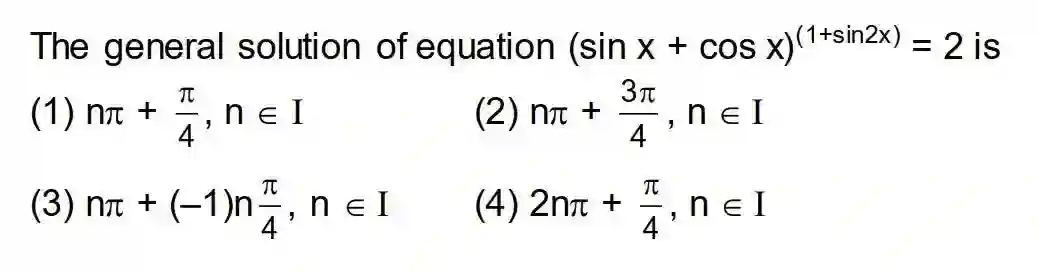 The general solution of equation (sin x + cos x)^(1+sin2x) = 2 is
(1) nπ + π/4, n ∈ I (2) nπ + 3π/4, n ∈ I
(3) nπ + (–1)n π/4, n ∈ I (4) 2nπ + π/4, n ∈ I